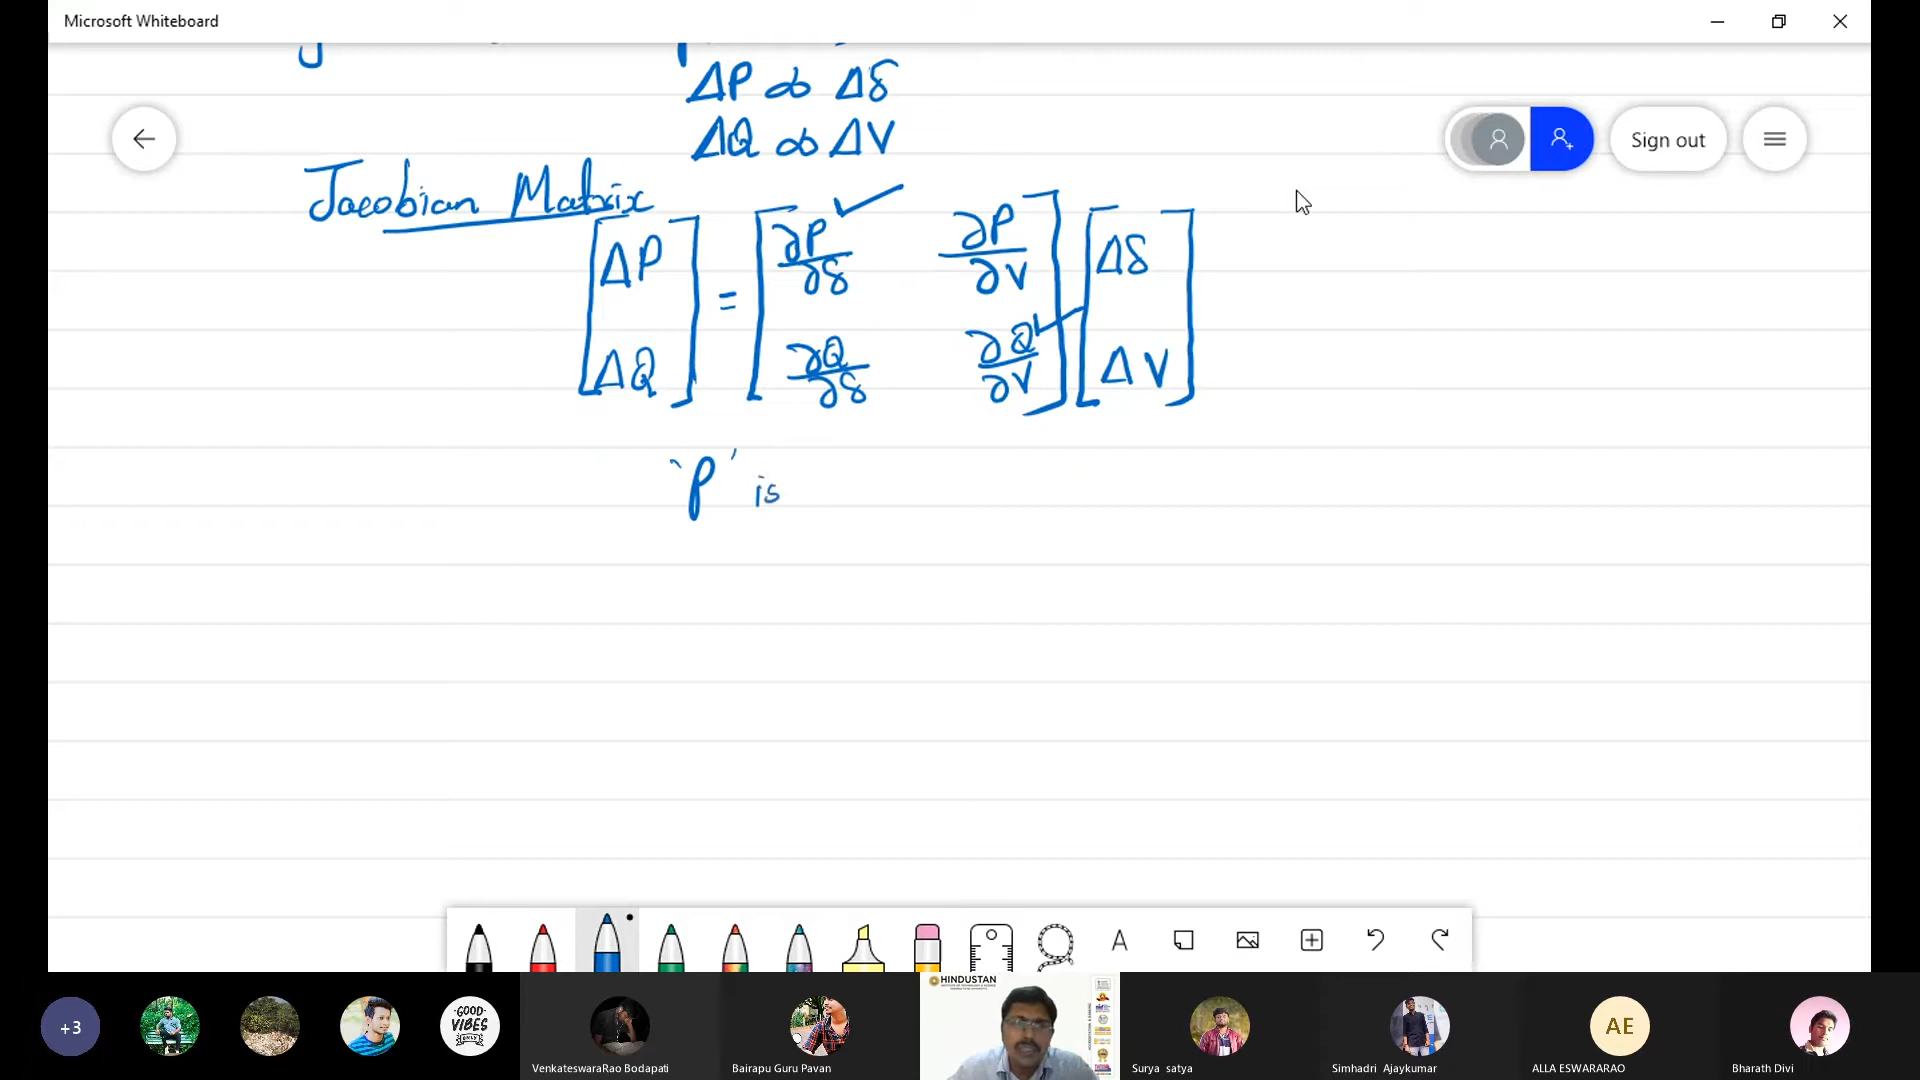 Microsoft Whiteboard
ΔP ∝ Δδ
ΔQ ∝ ΔV
Sign out
Jacobian Matrix
[ΔP] = [∂P/∂δ ∂P/∂V] [Δδ]
[ΔQ] [∂Q/∂δ ∂Q/∂V] [ΔV]
'P' is
A
+3
GOOD
VIBES
ONLY
VenkateswaraRao Bodapati
Bairapu Guru Pavan
HINDUSTAN
Surya satya
Simhadri Ajaykumar
AE
ALLA ESWARARAO
Bharath Divi